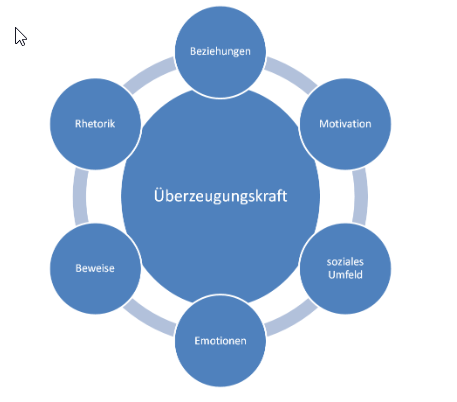 Beziehungen
Rhetorik
Motivation
Überzeugungskraft
Beweise
soziales
Umfeld
Emotionen